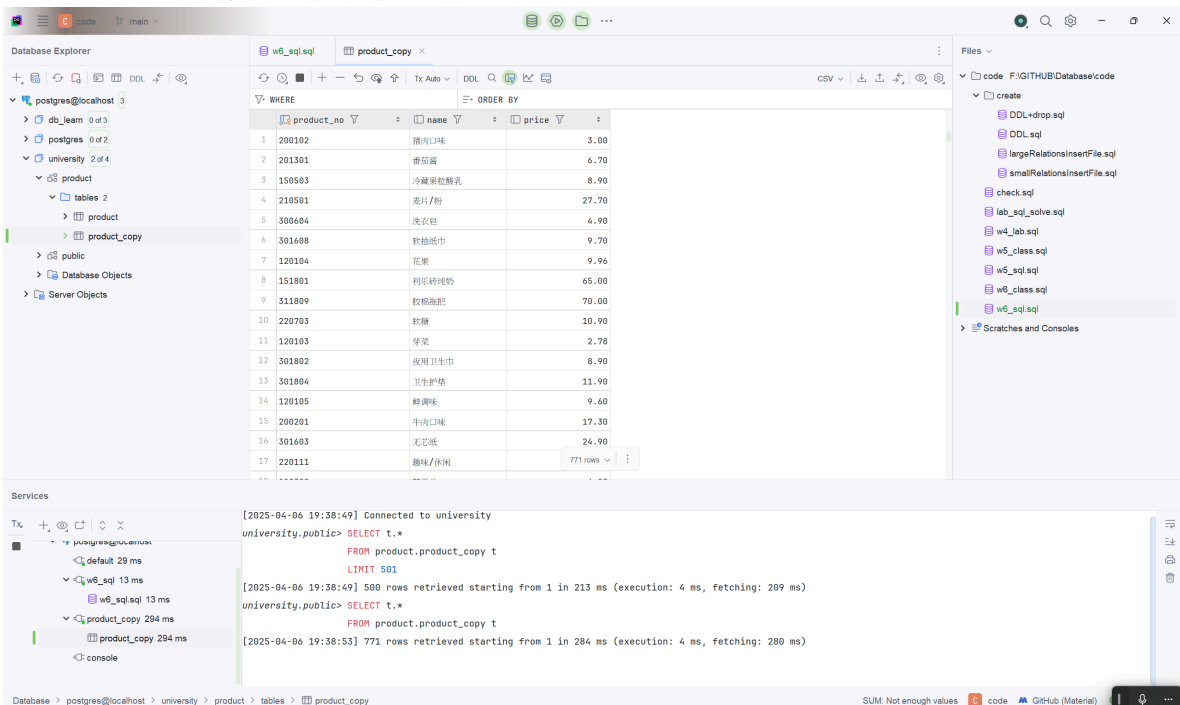 code main
Database Explorer
w6_sql.sql product_copy
Files
DDL
Tx: Auto DDL
CSV
WHERE ORDER BY
postgres@localhost 3
db_learn 0 of 3
postgres 0 of 2
university 2 of 4
product
tables 2
product
product_copy
public
Database Objects
Server Objects
product_no name price
1 200102 猪肉口味 3.00
2 201301 番茄酱 6.70
3 150503 冷藏果粒酸乳 8.90
4 210501 麦片/粉 27.70
5 300604 洗衣皂 4.90
6 301608 软抽纸巾 9.70
7 120104 花果 9.96
8 151801 利乐砖纯奶 65.00
9 311809 胶棉拖把 70.00
10 220703 软糖 10.90
11 120103 芽菜 2.78
12 301802 夜用卫生巾 8.90
13 301804 卫生护垫 11.90
14 120105 鲜调味 9.60
15 200201 牛肉口味 17.30
16 301603 无芯纸 24.90
17 220111 趣味/休闲
771 rows
code F:\GITHUB\Database\code
create
DDL+drop.sql
DDL.sql
largeRelationsInsertFile.sql
smallRelationsInsertFile.sql
check.sql
lab_sql_solve.sql
w4_lab.sql
w5_class.sql
w5_sql.sql
w6_class.sql
w6_sql.sql
Scratches and Consoles
Services
Tx
postgres@localhost
default 29 ms
w6_sql 13 ms
w6_sql.sql 13 ms
product_copy 294 ms
product_copy 294 ms
console
[2025-04-06 19:38:49] Connected to university
university.public> SELECT t.*
FROM product.product_copy t
LIMIT 501
[2025-04-06 19:38:49] 500 rows retrieved starting from 1 in 213 ms (execution: 4 ms, fetching: 209 ms)
university.public> SELECT t.*
FROM product.product_copy t
[2025-04-06 19:38:53] 771 rows retrieved starting from 1 in 284 ms (execution: 4 ms, fetching: 280 ms)
Database > postgres@localhost > university > product > tables > product_copy
SUM: Not enough values code GitHub (Material)